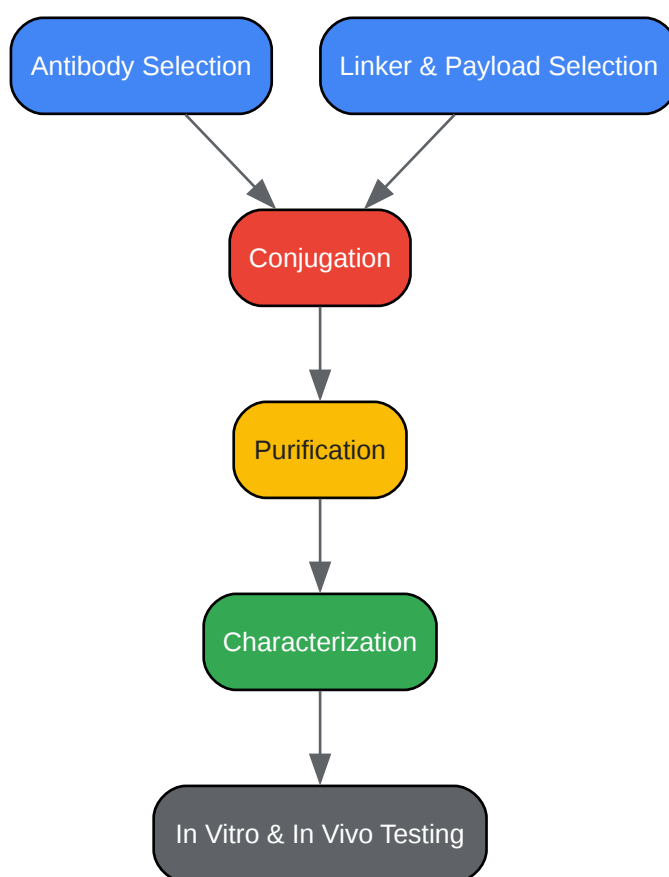 Antibody Selection
Linker & Payload Selection
Conjugation
Purification
Characterization
In Vitro & In Vivo Testing